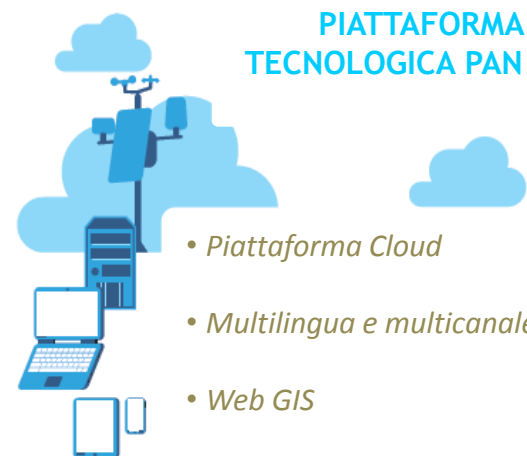 PIATTAFORMA
TECNOLOGICA PAN
• Piattaforma Cloud
• Multilingua e multicanale
• Web GIS